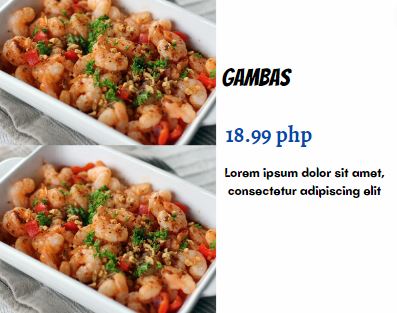 GAMBAS
18.99 php
Lorem ipsum dolor sit amet,
consectetur adipiscing elit